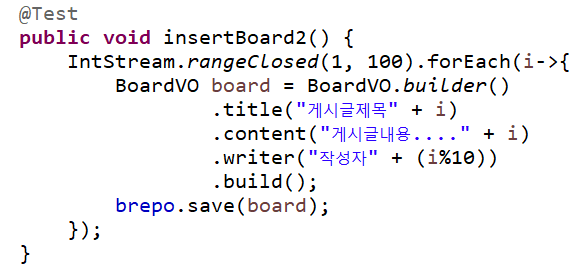 @Test
public void insertBoard2() {
    IntStream.rangeClosed(1, 100).forEach(i->{
        BoardVO board = BoardVO.builder()
                .title("게시글제목" + i)
                .content("게시글내용...." + i)
                .writer("작성자" + (i%10))
                .build();
        brepo.save(board);
    });
}